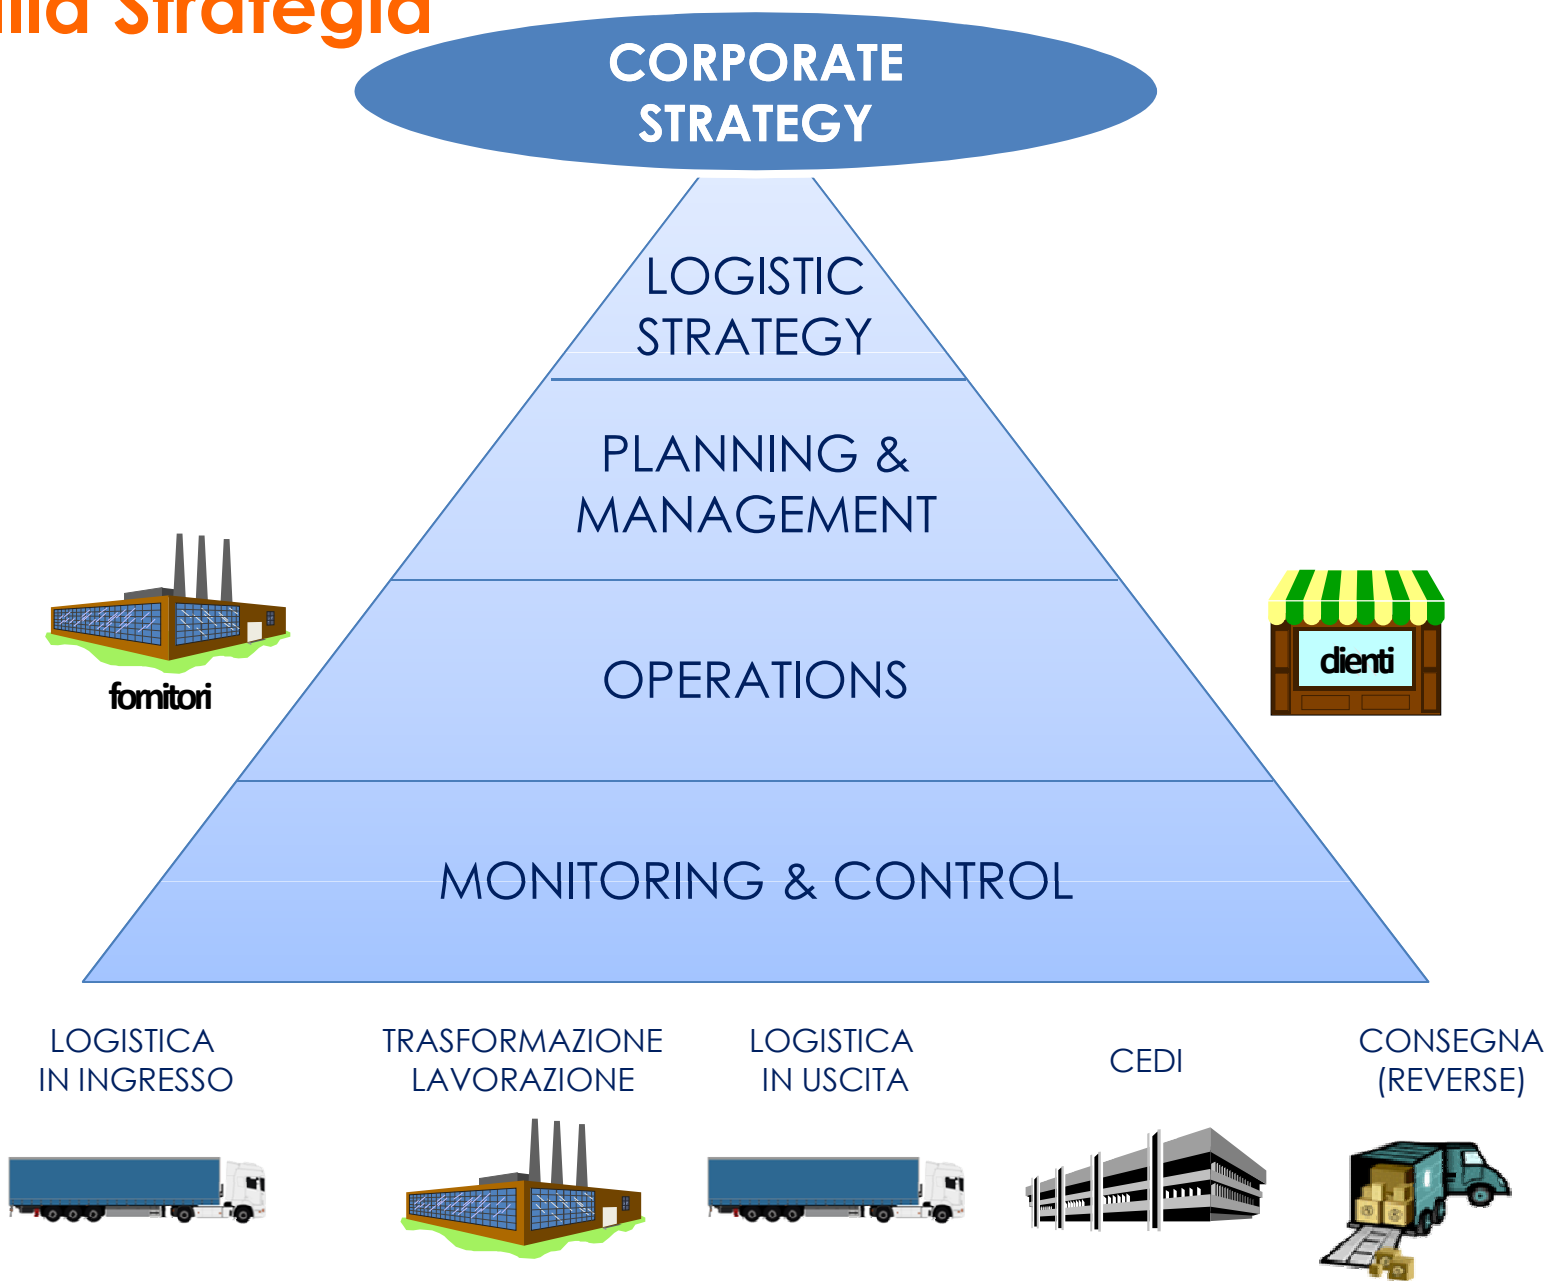 Strategia
CORPORATE
STRATEGY
LOGISTIC
STRATEGY
PLANNING &
MANAGEMENT
OPERATIONS
MONITORING & CONTROL
fornitori
clienti
LOGISTICA
IN INGRESSO
TRASFORMAZIONE
LAVORAZIONE
LOGISTICA
IN USCITA
CEDI
CONSEGNA
(REVERSE)